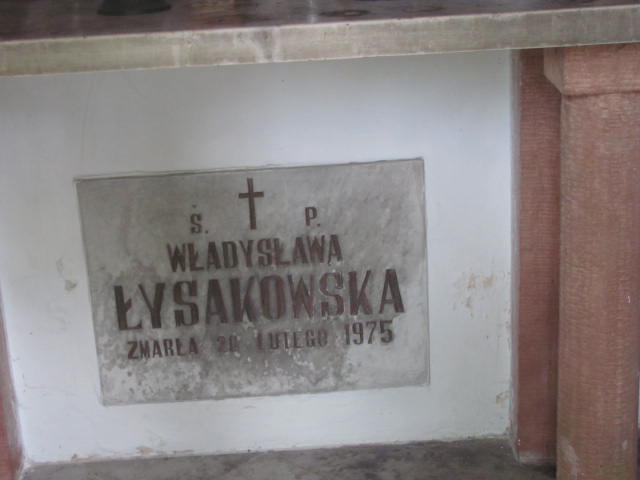 Ś. P.
WŁADYSŁAWA
ŁYSAKOWSKA
ZMARŁA 20 LUTEGO 1975